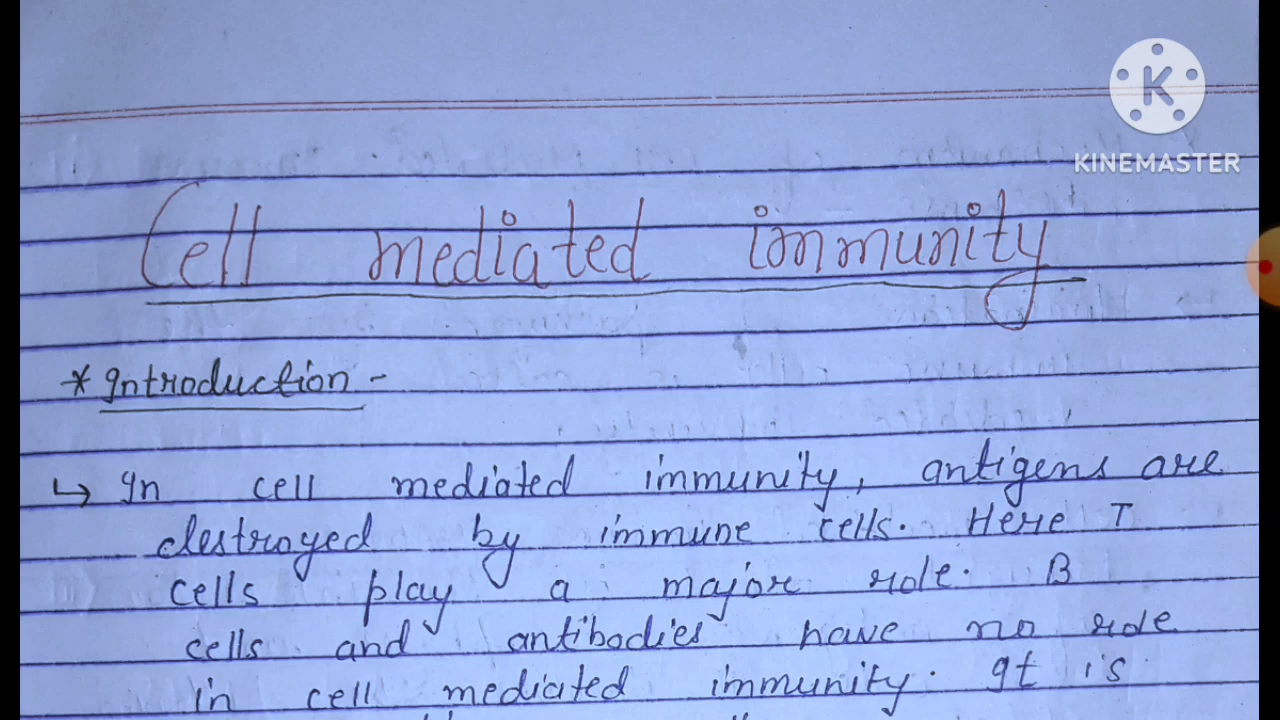 KINEMASTER
Cell mediated immunity
* Introduction -
↳ In cell mediated immunity, antigens are
destroyed by immune cells. Here T
cells play a major role. B
cells and antibodies have no role
in cell mediated immunity. It is